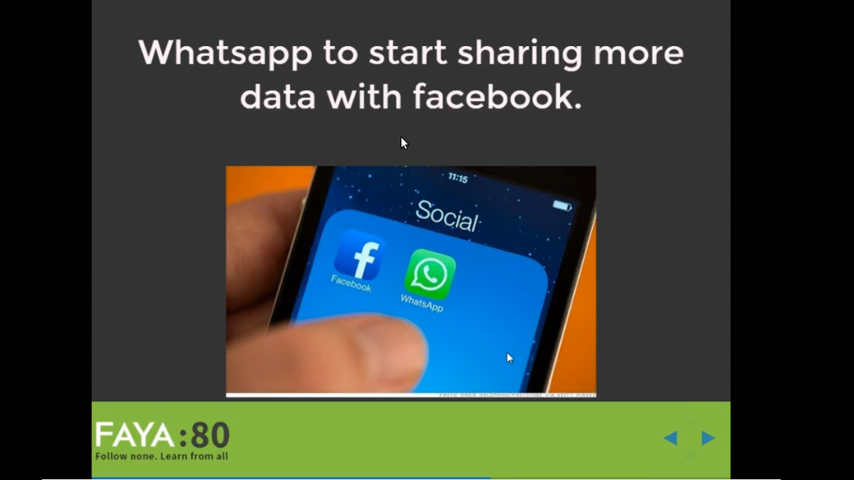 Whatsapp to start sharing more
data with facebook.
11:15
Social
Facebook
WhatsApp
FAYA:80
Follow none. Learn from all